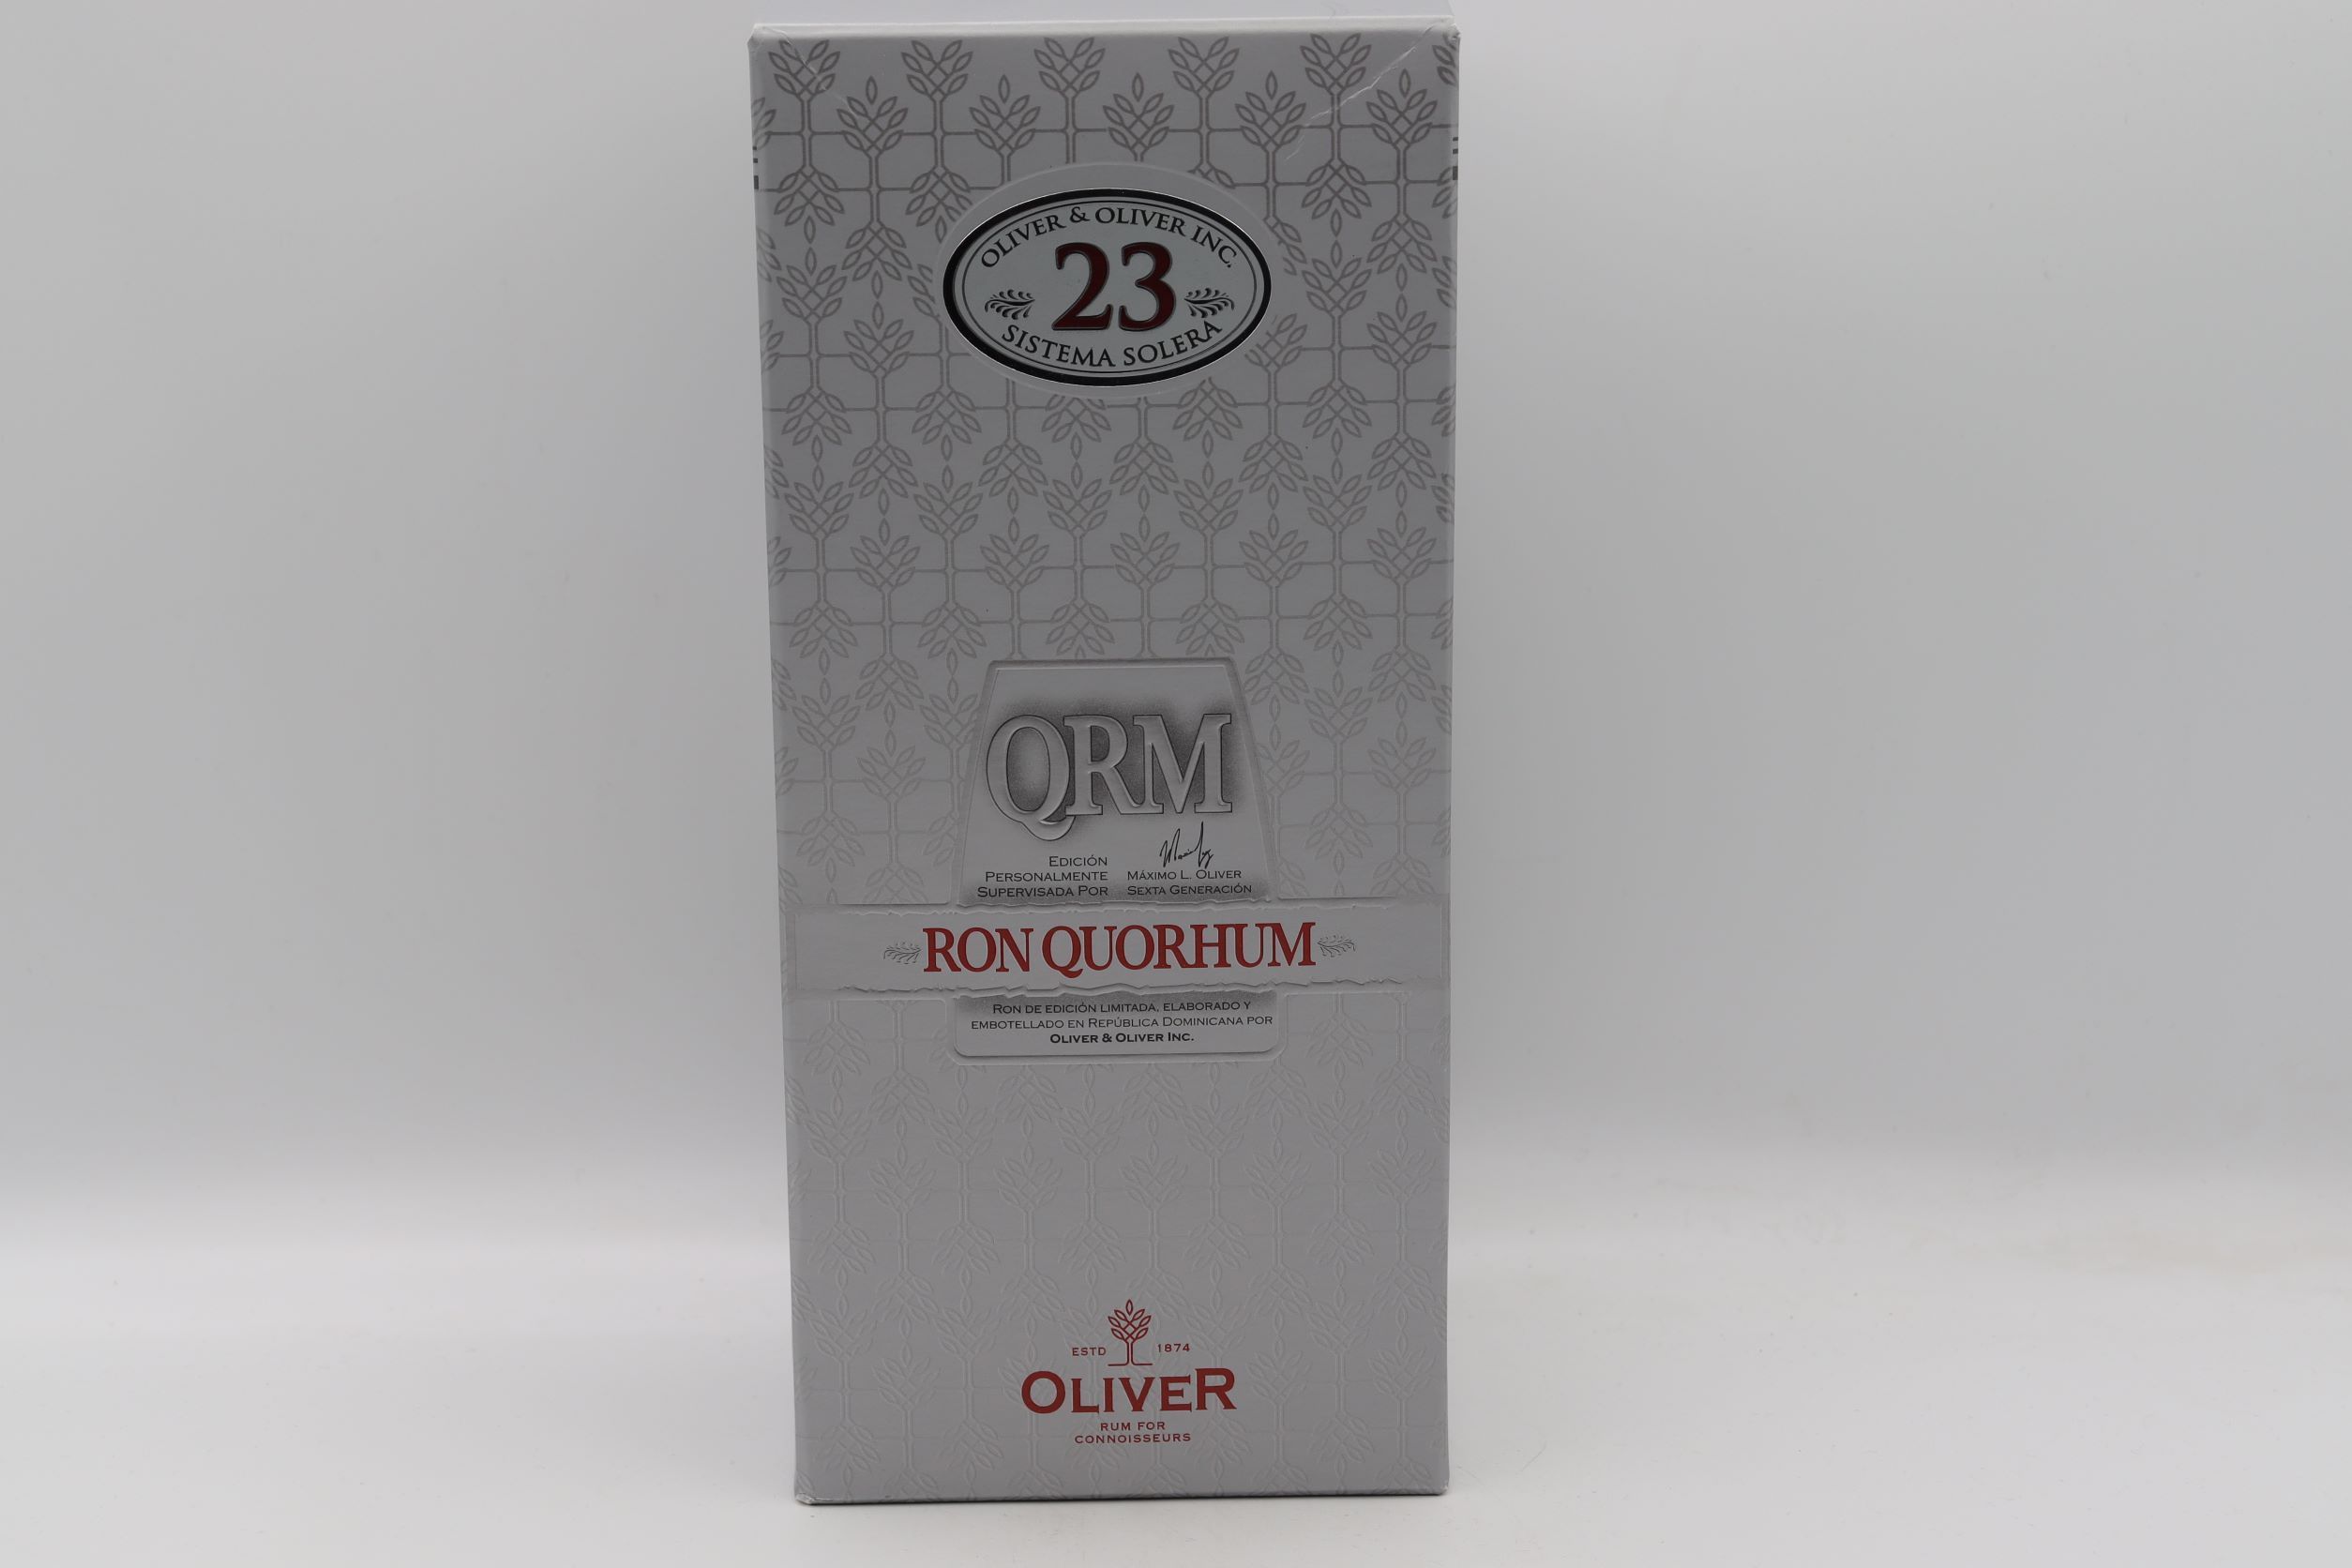 OLIVER & OLIVER INC.
23
SISTEMA SOLERA
QRM
EDICIÓN
PERSONALMENTE
SUPERVISADA POR
MÁXIMO L. OLIVER
SEXTA GENERACIÓN
RON QUORHUM
RON DE EDICIÓN LIMITADA, ELABORADO Y
EMBOTELLADO EN REPÚBLICA DOMINICANA POR
OLIVER & OLIVER INC.
ESTD 1874
OLIVER
RUM FOR
CONNOISSEURS